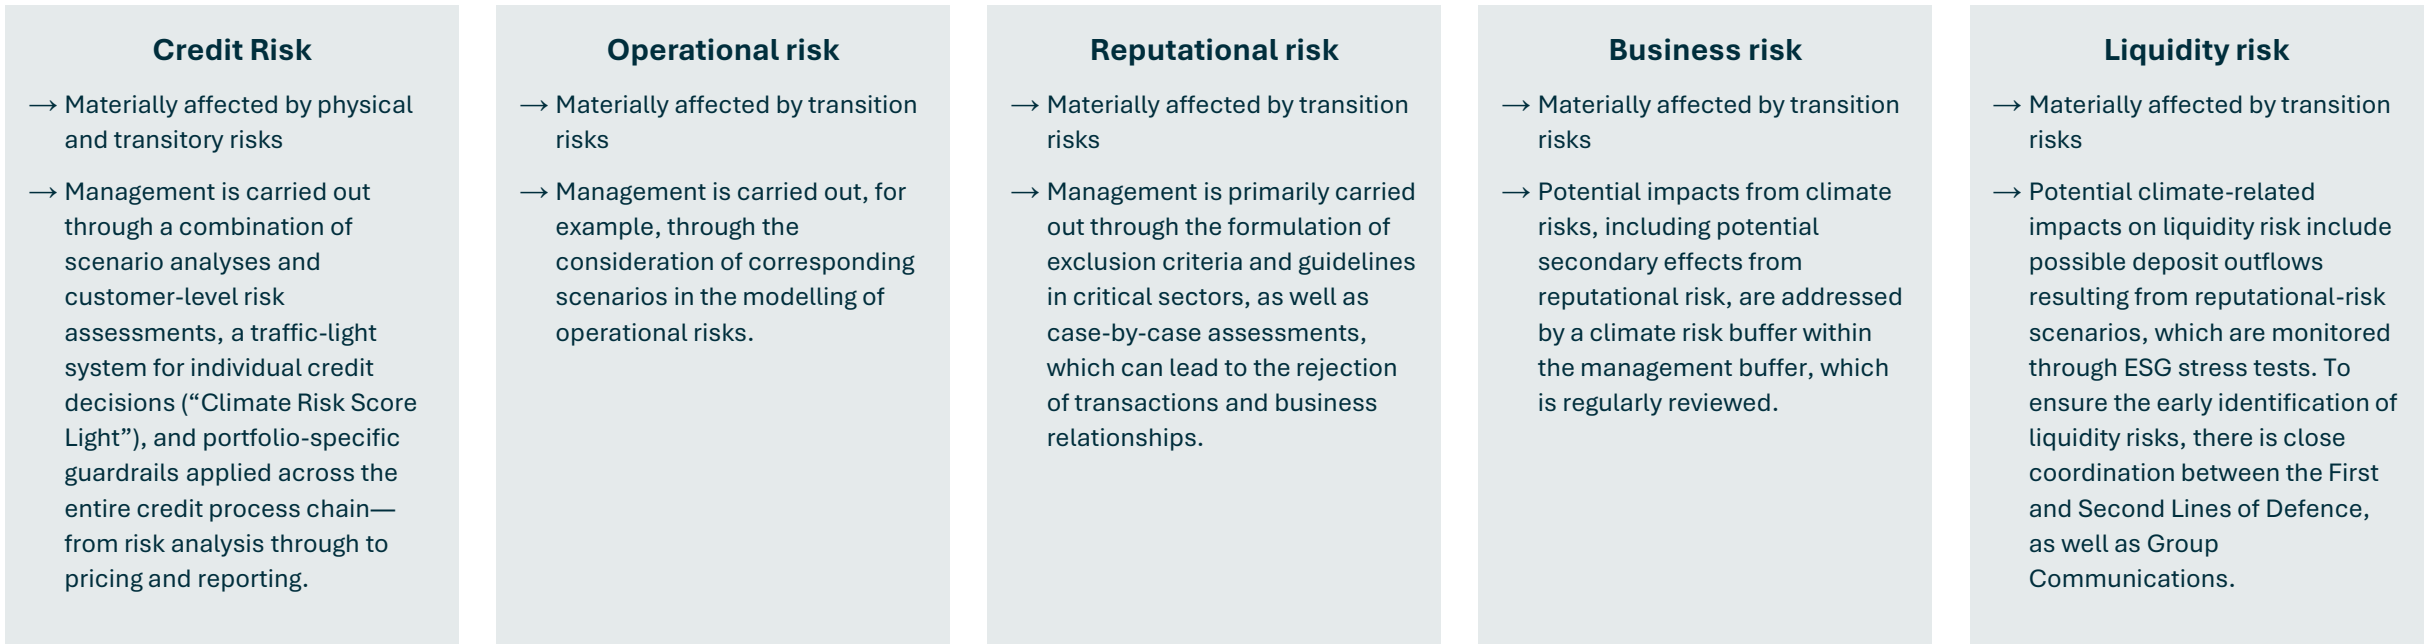 Credit Risk
→ Materially affected by physical
and transitory risks
→ Management is carried out
through a combination of
scenario analyses and
customer-level risk
assessments, a traffic-light
system for individual credit
decisions (“Climate Risk Score
Light”), and portfolio-specific
guardrails applied across the
entire credit process chain—
from risk analysis through to
pricing and reporting.
Operational risk
→ Materially affected by transition
risks
→ Management is carried out, for
example, through the
consideration of corresponding
scenarios in the modelling of
operational risks.
Reputational risk
→ Materially affected by transition
risks
→ Management is primarily carried
out through the formulation of
exclusion criteria and guidelines
in critical sectors, as well as
case-by-case assessments,
which can lead to the rejection
of transactions and business
relationships.
Business risk
→ Materially affected by transition
risks
→ Potential impacts from climate
risks, including potential
secondary effects from
reputational risk, are addressed
by a climate risk buffer within
the management buffer, which
is regularly reviewed.
Liquidity risk
→ Materially affected by transition
risks
→ Potential climate-related
impacts on liquidity risk include
possible deposit outflows
resulting from reputational-risk
scenarios, which are monitored
through ESG stress tests. To
ensure the early identification of
liquidity risks, there is close
coordination between the First
and Second Lines of Defence,
as well as Group
Communications.